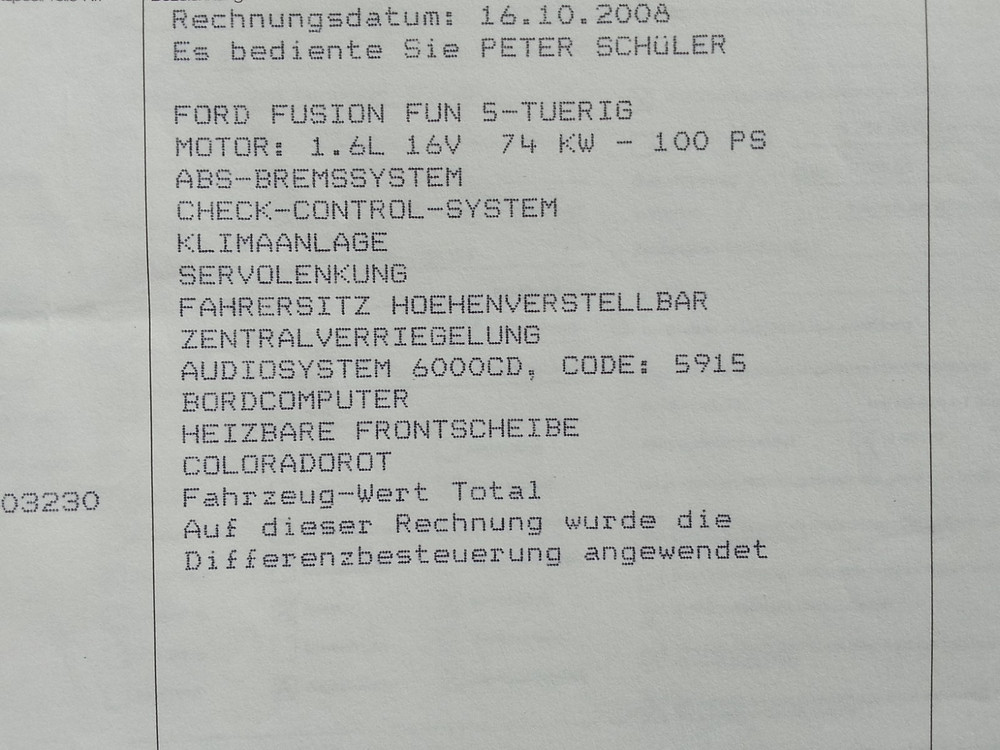 Rechnungsdatum: 16.10.2008
Es bediente Sie PETER SCHüLER
FORD FUSION FUN 5-TUERIG
MOTOR: 1.6L 16V 74 KW - 100 PS
ABS-BREMSSYSTEM
CHECK-CONTROL-SYSTEM
KLIMAANLAGE
SERVOLENKUNG
FAHRERSITZ HOEHENVERSTELLBAR
ZENTRALVERRIEGELUNG
AUDIOSYSTEM 6000CD, CODE: 5915
BORDCOMPUTER
HEIZBARE FRONTSCHEIBE
COLORADOROT
03230 Fahrzeug-Wert Total
Auf dieser Rechnung wurde die
Differenzbesteuerung angewendet